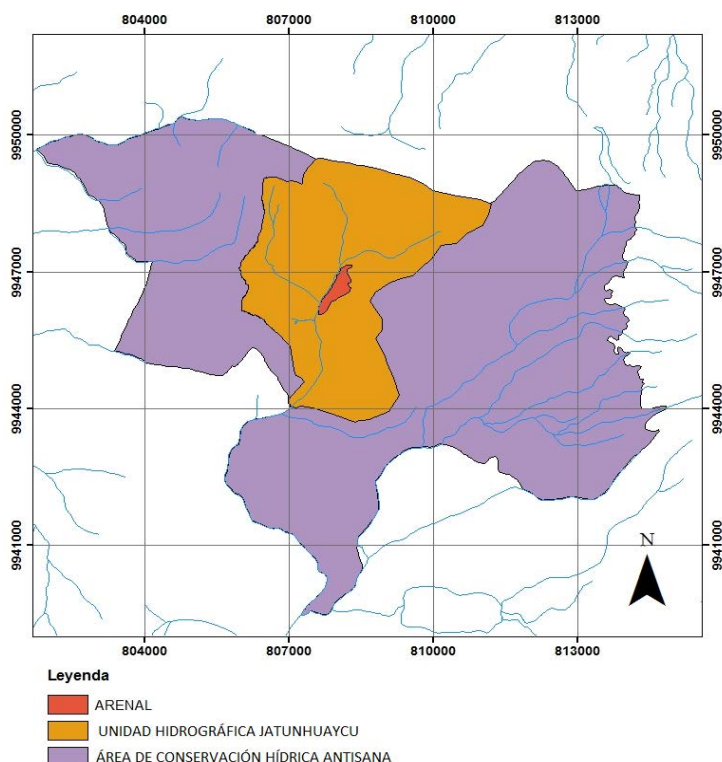 804000 807000 810000 813000
9950000 9950000
9947000 9947000
9944000 9944000
9941000 9941000
N
804000 807000 810000 813000
Leyenda
ARENAL
UNIDAD HIDROGRÁFICA JATUNHUAYCU
ÁREA DE CONSERVACIÓN HÍDRICA ANTISANA